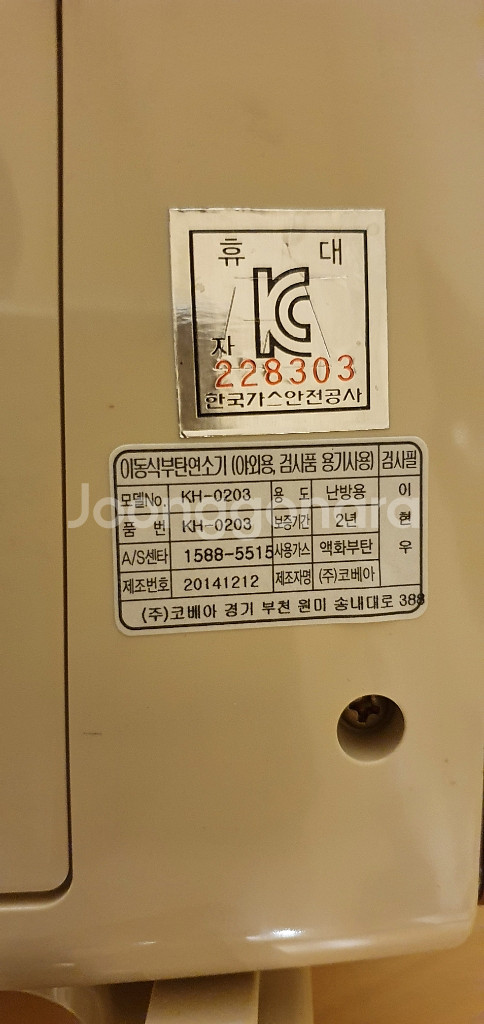 휴 대
KC
자
228303
한국가스안전공사
이동식부탄연소기 (야외용, 검사품 용기사용) 검사필
모델No. KH-0203 용 도 난방용 이
품 번 KH-0203 보증기간 2년 현
A/S센타 1588-5515 사용가스 액화부탄 우
제조번호 20141212 제조자명 (주)코베아
(주)코베아 경기 부천 원미 송내대로 388
Joonggonara